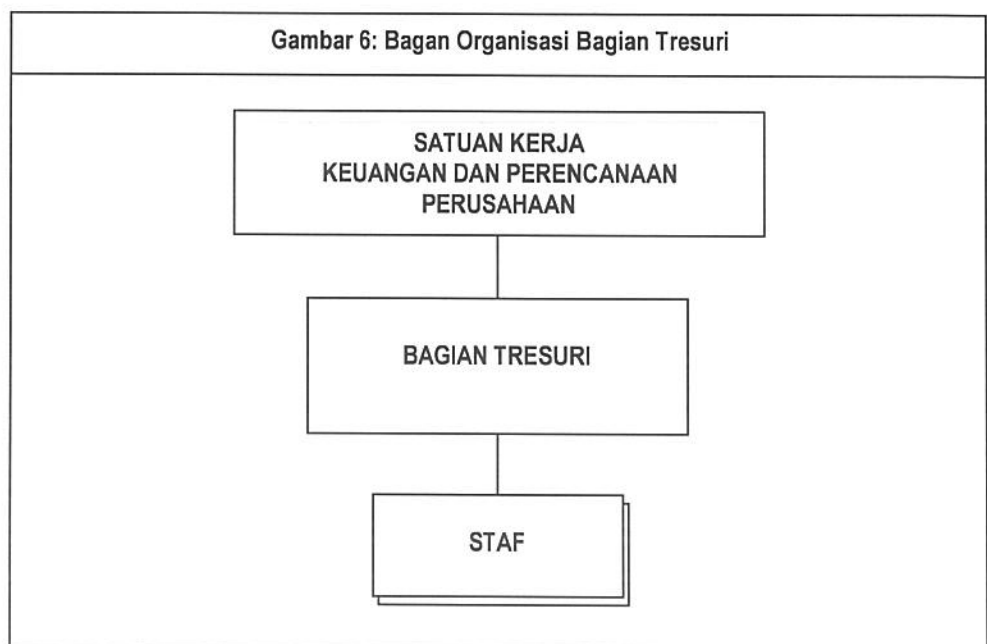 Gambar 6: Bagan Organisasi Bagian Tresuri
SATUAN KERJA
KEUANGAN DAN PERENCANAAN
PERUSAHAAN
BAGIAN TRESURI
STAF